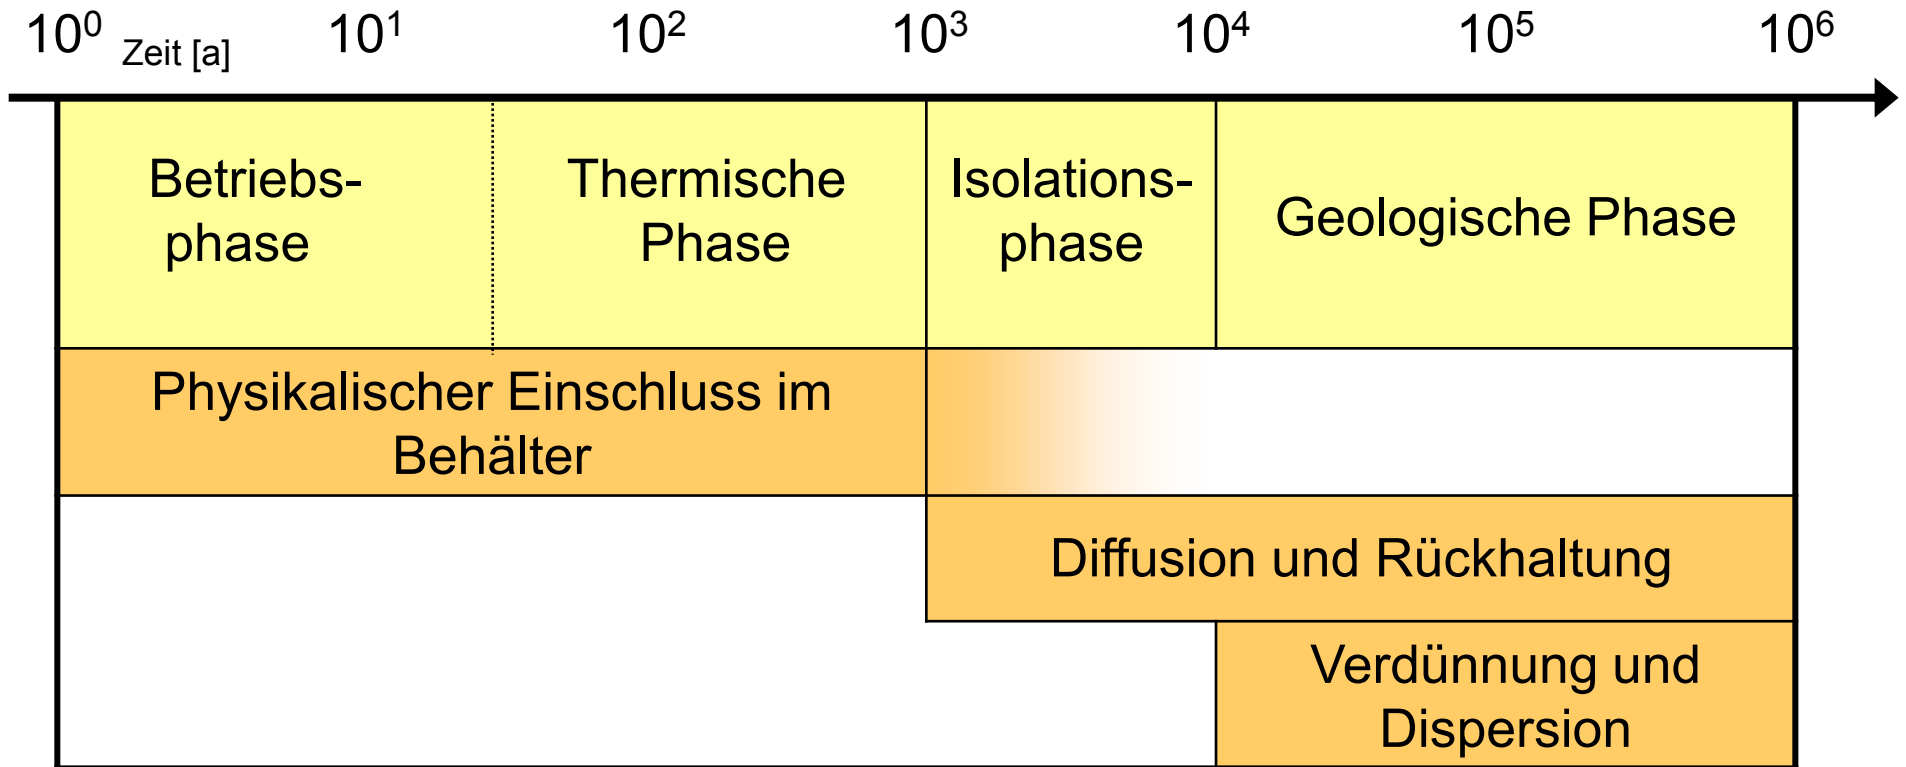 10⁰ Zeit [a] 10¹ 10² 10³ 10⁴ 10⁵ 10⁶
Betriebs-
phase
Thermische
Phase
Isolations-
phase
Geologische Phase
Physikalischer Einschluss im
Behälter
Diffusion und Rückhaltung
Verdünnung und
Dispersion